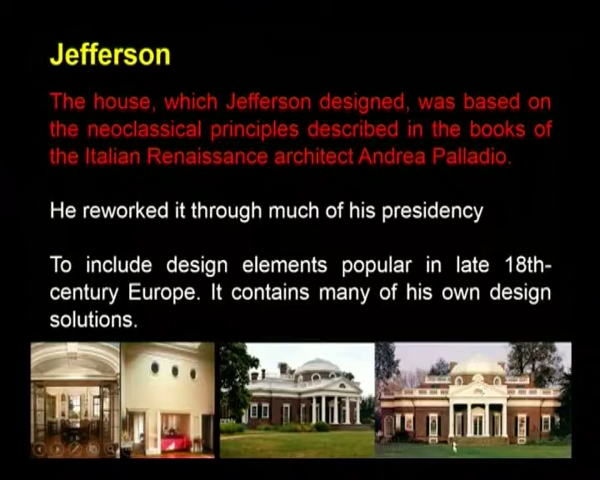 Jefferson
The house, which Jefferson designed, was based on
the neoclassical principles described in the books of
the Italian Renaissance architect Andrea Palladio.
He reworked it through much of his presidency
To include design elements popular in late 18th-
century Europe. It contains many of his own design
solutions.